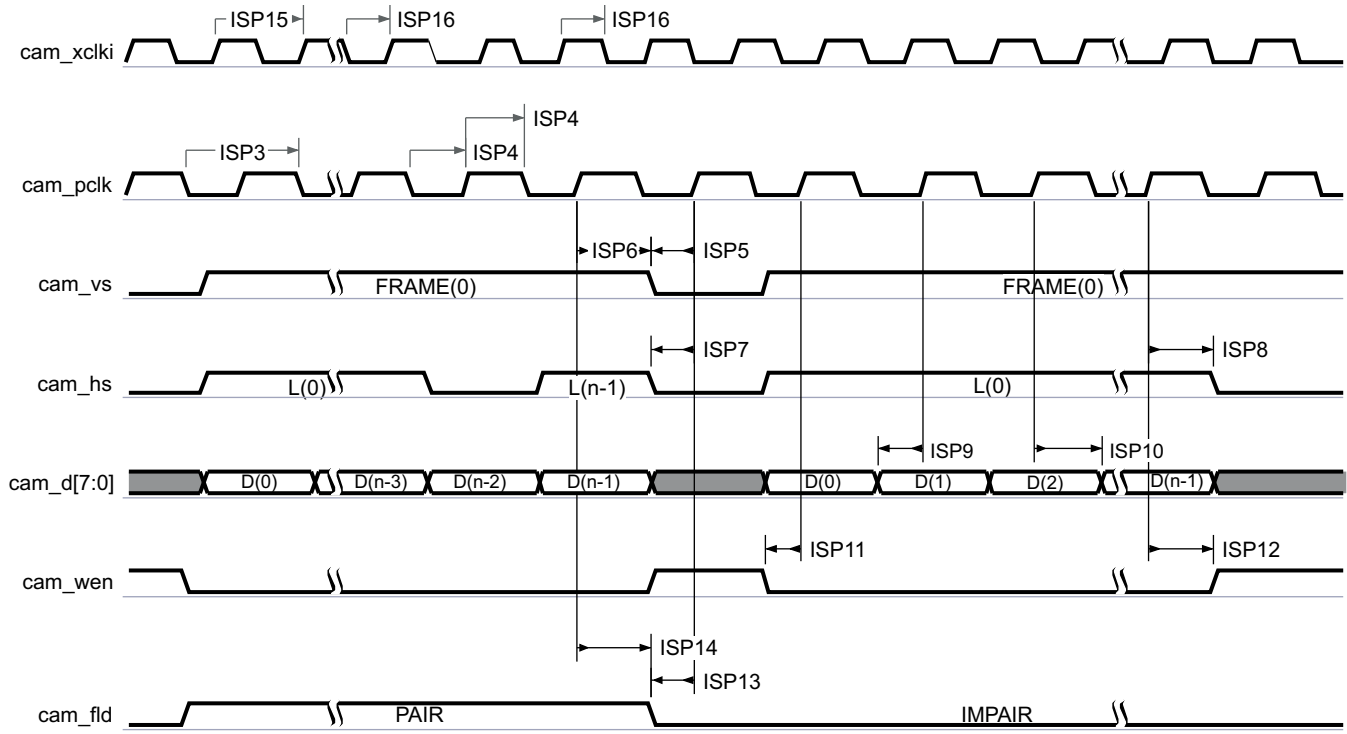 ISP15 ISP16 ISP16
cam_xclki
ISP4
ISP3 ISP4
cam_pclk
ISP6 ISP5
cam_vs FRAME(0) FRAME(0)
ISP7 ISP8
cam_hs L(0) L(n-1) L(0)
ISP9 ISP10
cam_d[7:0] D(0) D(n-3) D(n-2) D(n-1) D(0) D(1) D(2) D(n-1)
ISP11 ISP12
cam_wen
ISP14
ISP13
cam_fld PAIR IMPAIR